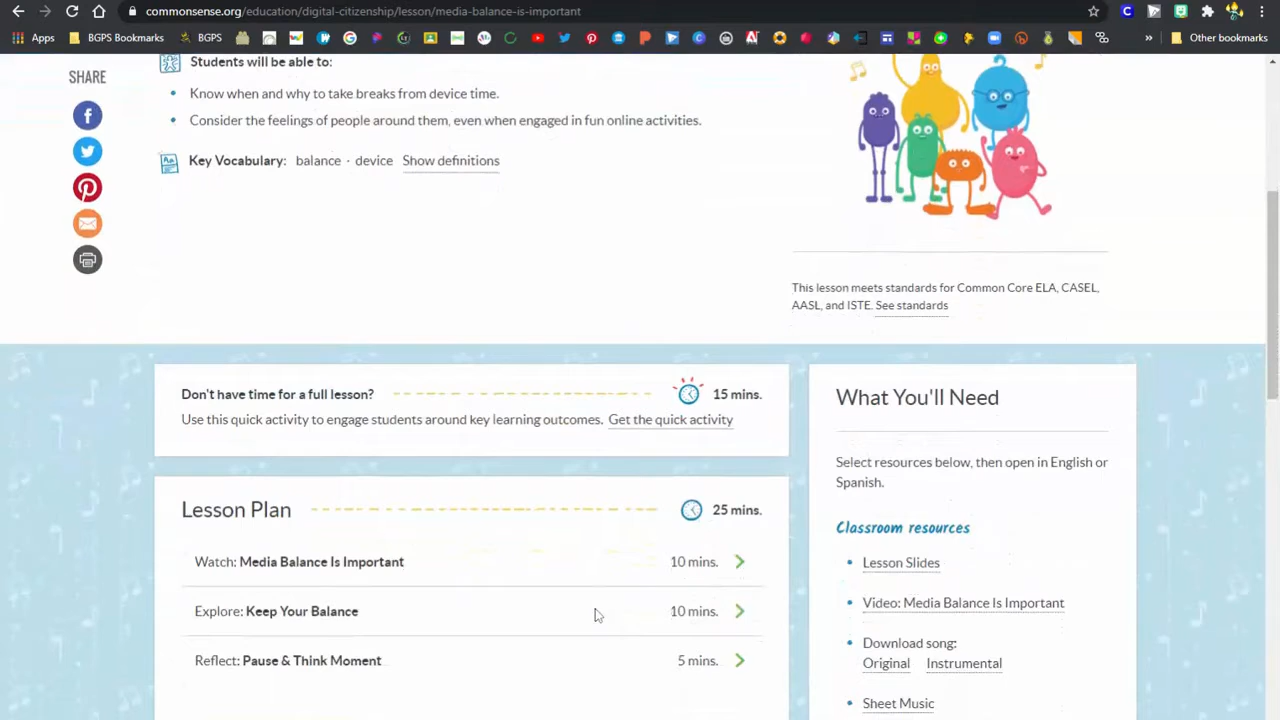 commonsense.org/education/digital-citizenship/lesson/media-balance-is-important
Apps
BGPS Bookmarks
BGPS
»
Other bookmarks
SHARE
Students will be able to:
• Know when and why to take breaks from device time.
• Consider the feelings of people around them, even when engaged in fun online activities.
Key Vocabulary: balance · device Show definitions
This lesson meets standards for Common Core ELA, CASEL,
AASL, and ISTE. See standards
Don't have time for a full lesson? 15 mins.
Use this quick activity to engage students around key learning outcomes. Get the quick activity
Lesson Plan 25 mins.
Watch: Media Balance Is Important 10 mins.
Explore: Keep Your Balance 10 mins.
Reflect: Pause & Think Moment 5 mins.
What You'll Need
Select resources below, then open in English or
Spanish.
Classroom resources
• Lesson Slides
• Video: Media Balance Is Important
• Download song:
Original Instrumental
• Sheet Music